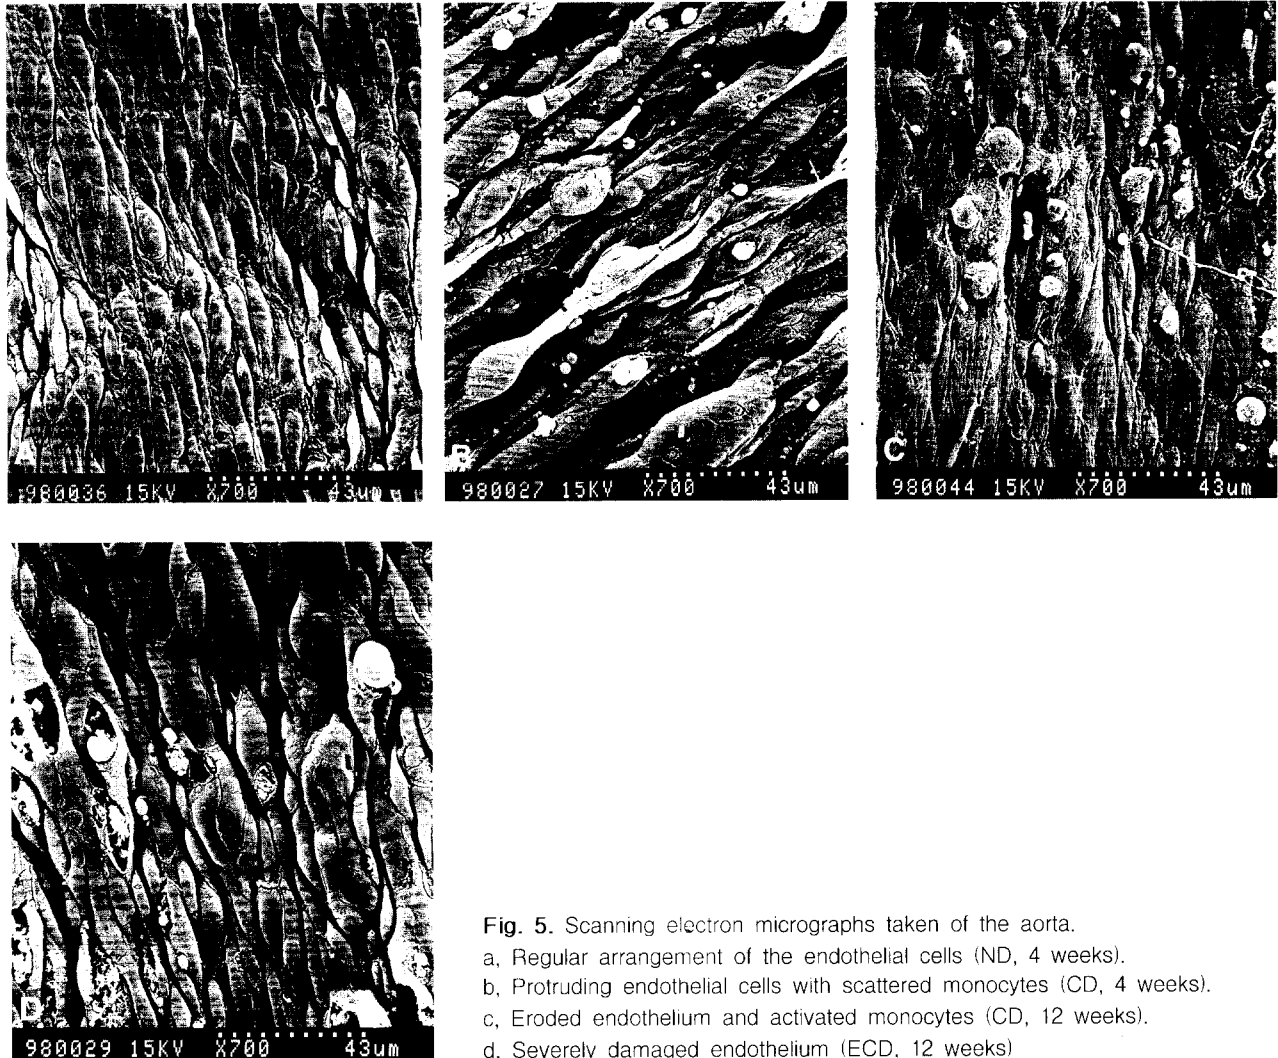 A
980036 15KV X700 43um
B
980027 15KV X700 43um
C
980044 15KV X700 43um
D
980029 15KV X700 43um
Fig. 5. Scanning electron micrographs taken of the aorta.
a, Regular arrangement of the endothelial cells (ND, 4 weeks).
b, Protruding endothelial cells with scattered monocytes (CD, 4 weeks).
c, Eroded endothelium and activated monocytes (CD, 12 weeks).
d, Severely damaged endothelium (ECD, 12 weeks)